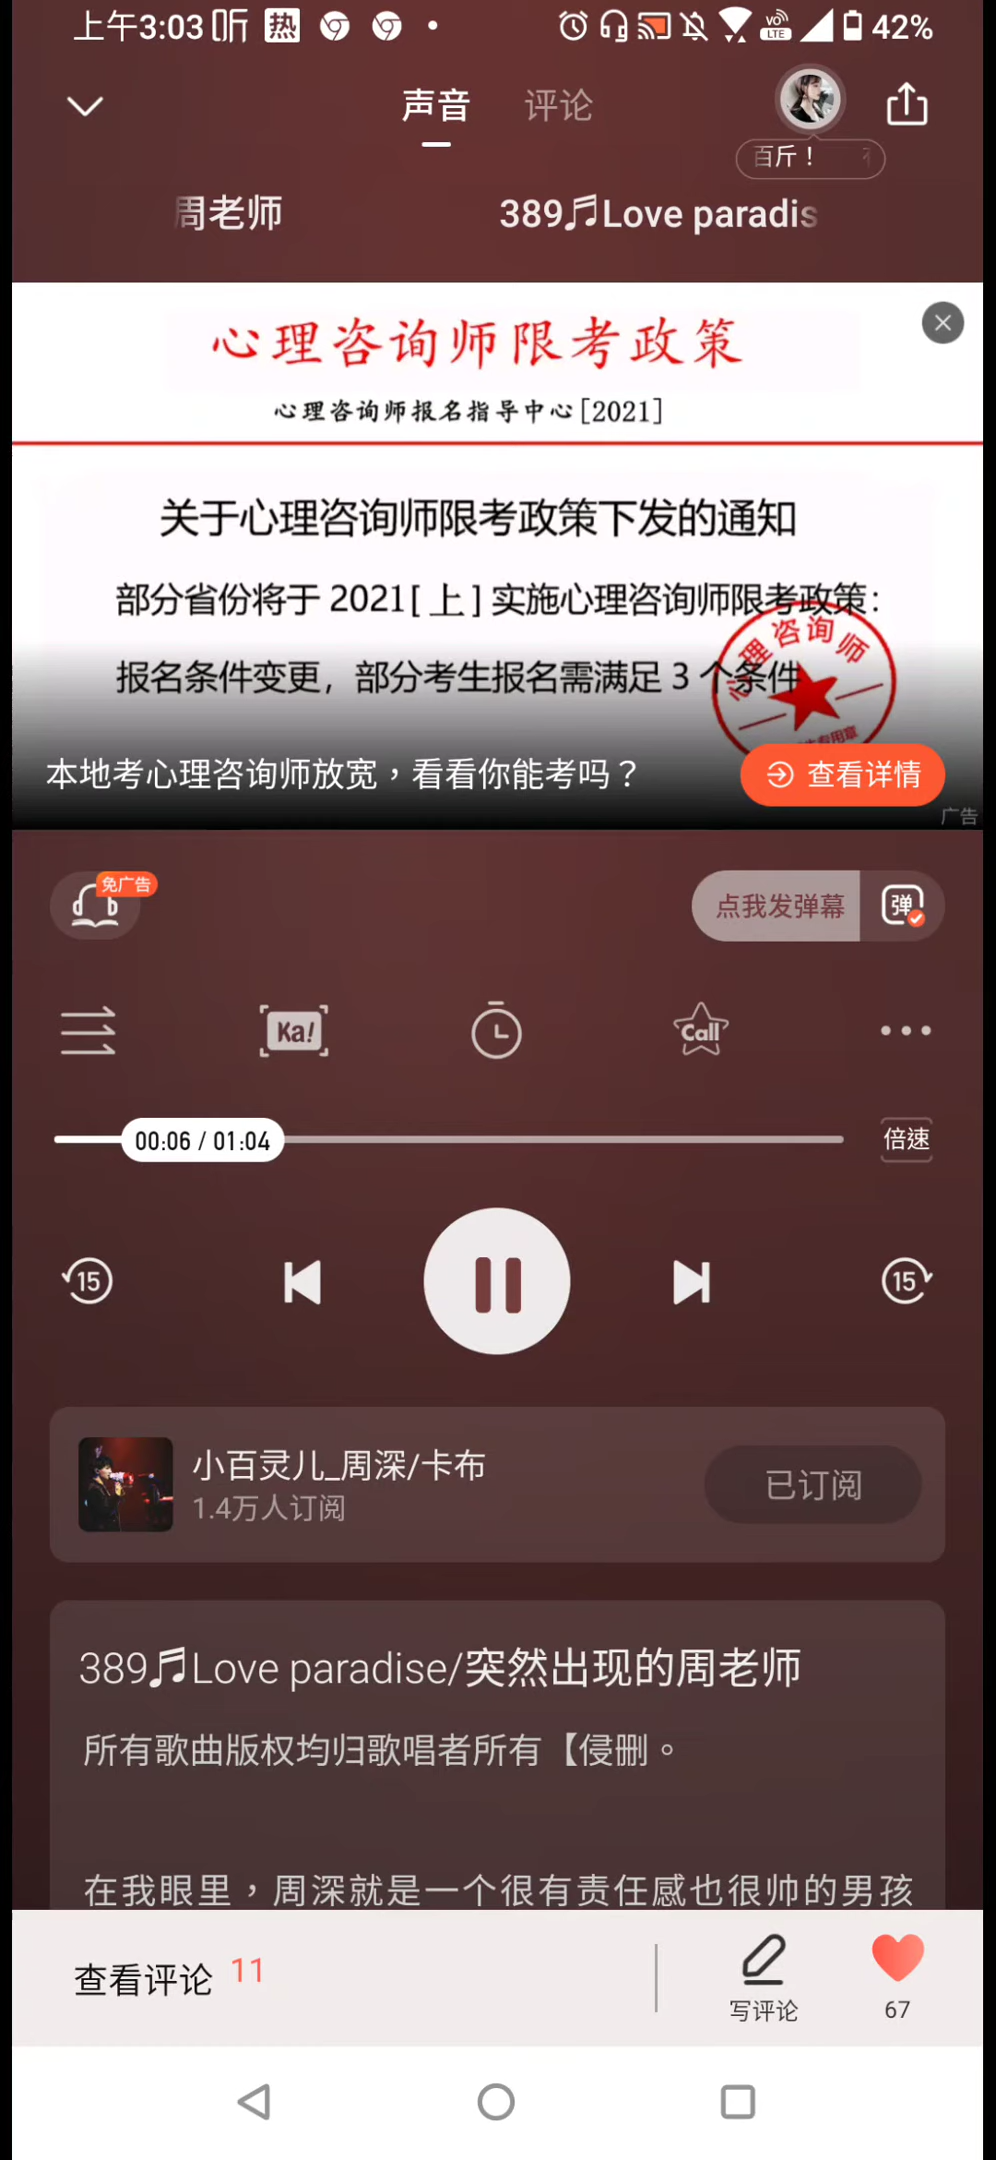 上午3:03 听 热 VO LTE 42%
声音 评论
百斤！
周老师 389♬Love paradis
心理咨询师限考政策
心理咨询师报名指导中心[2021]
关于心理咨询师限考政策下发的通知
部分省份将于 2021[ 上 ] 实施心理咨询师限考政策：
报名条件变更，部分考生报名需满足 3 个条件
心理咨询师
专用章
本地考心理咨询师放宽，看看你能考吗？ 查看详情
广告
免广告
点我发弹幕 弹
Ka! Call
00:06 / 01:04 倍速
15 15
小百灵儿_周深/卡布
1.4万人订阅
已订阅
389♬Love paradise/突然出现的周老师
所有歌曲版权均归歌唱者所有【侵删。
在我眼里，周深就是一个很有责任感也很帅的男孩
查看评论 11
写评论 67